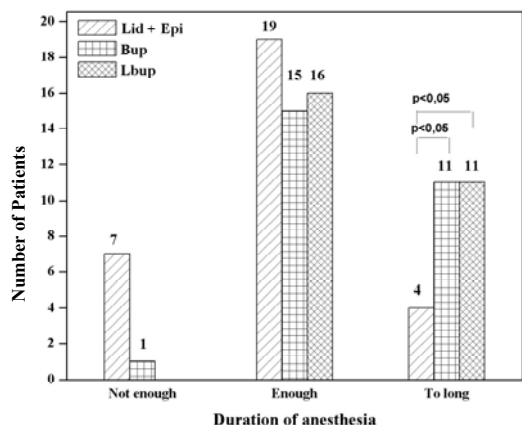 Lid + Epi
Bup
Lbup
Number of Patients
20
18
16
14
12
10
8
6
4
2
0
7
1
19
15
16
p<0,05
p<0,05
4
11
11
Not enough
Enough
To long
Duration of anesthesia